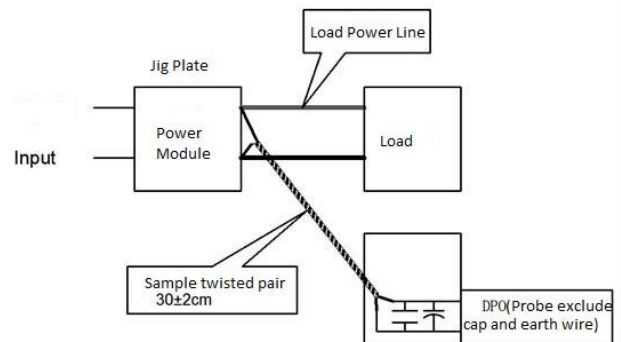 Load Power Line
Jig Plate
Power
Module
Load
Input
Sample twisted pair
30±2cm
DPO(Probe exclude
cap and earth wire)